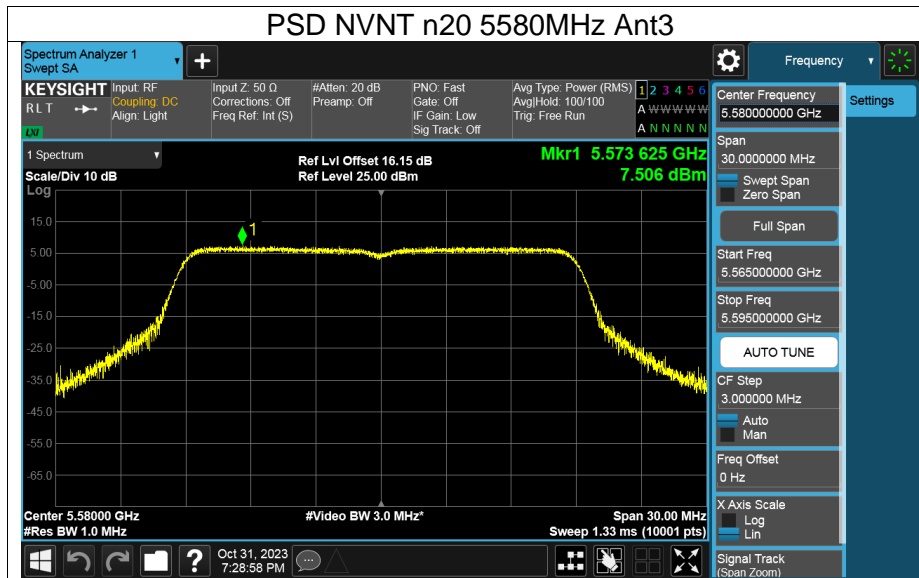 PSD NVNT n20 5580MHz Ant3
Spectrum Analyzer 1
Swept SA
+
Frequency
KEYSIGHT
R L T
LXI
Input: RF
Coupling: DC
Align: Light
Input Z: 50 Ω
Corrections: Off
Freq Ref: Int (S)
#Atten: 20 dB
Preamp: Off
PNO: Fast
Gate: Off
IF Gain: Low
Sig Track: Off
Avg Type: Power (RMS)
Avg|Hold: 100/100
Trig: Free Run
1 2 3 4 5 6
A W W W W W
A N N N N N
1 Spectrum
Scale/Div 10 dB
Log
Ref Lvl Offset 16.15 dB
Ref Level 25.00 dBm
Mkr1 5.573 625 GHz
7.506 dBm
1
15.0
5.00
-5.00
-15.0
-25.0
-35.0
-45.0
-55.0
-65.0
Center 5.58000 GHz
#Res BW 1.0 MHz
#Video BW 3.0 MHz*
Span 30.00 MHz
Sweep 1.33 ms (10001 pts)
Center Frequency
5.580000000 GHz
Settings
Span
30.0000000 MHz
Swept Span
Zero Span
Full Span
Start Freq
5.565000000 GHz
Stop Freq
5.595000000 GHz
AUTO TUNE
CF Step
3.000000 MHz
Auto
Man
Freq Offset
0 Hz
X Axis Scale
Log
Lin
Signal Track
(Span Zoom)
?
Oct 31, 2023
7:28:58 PM